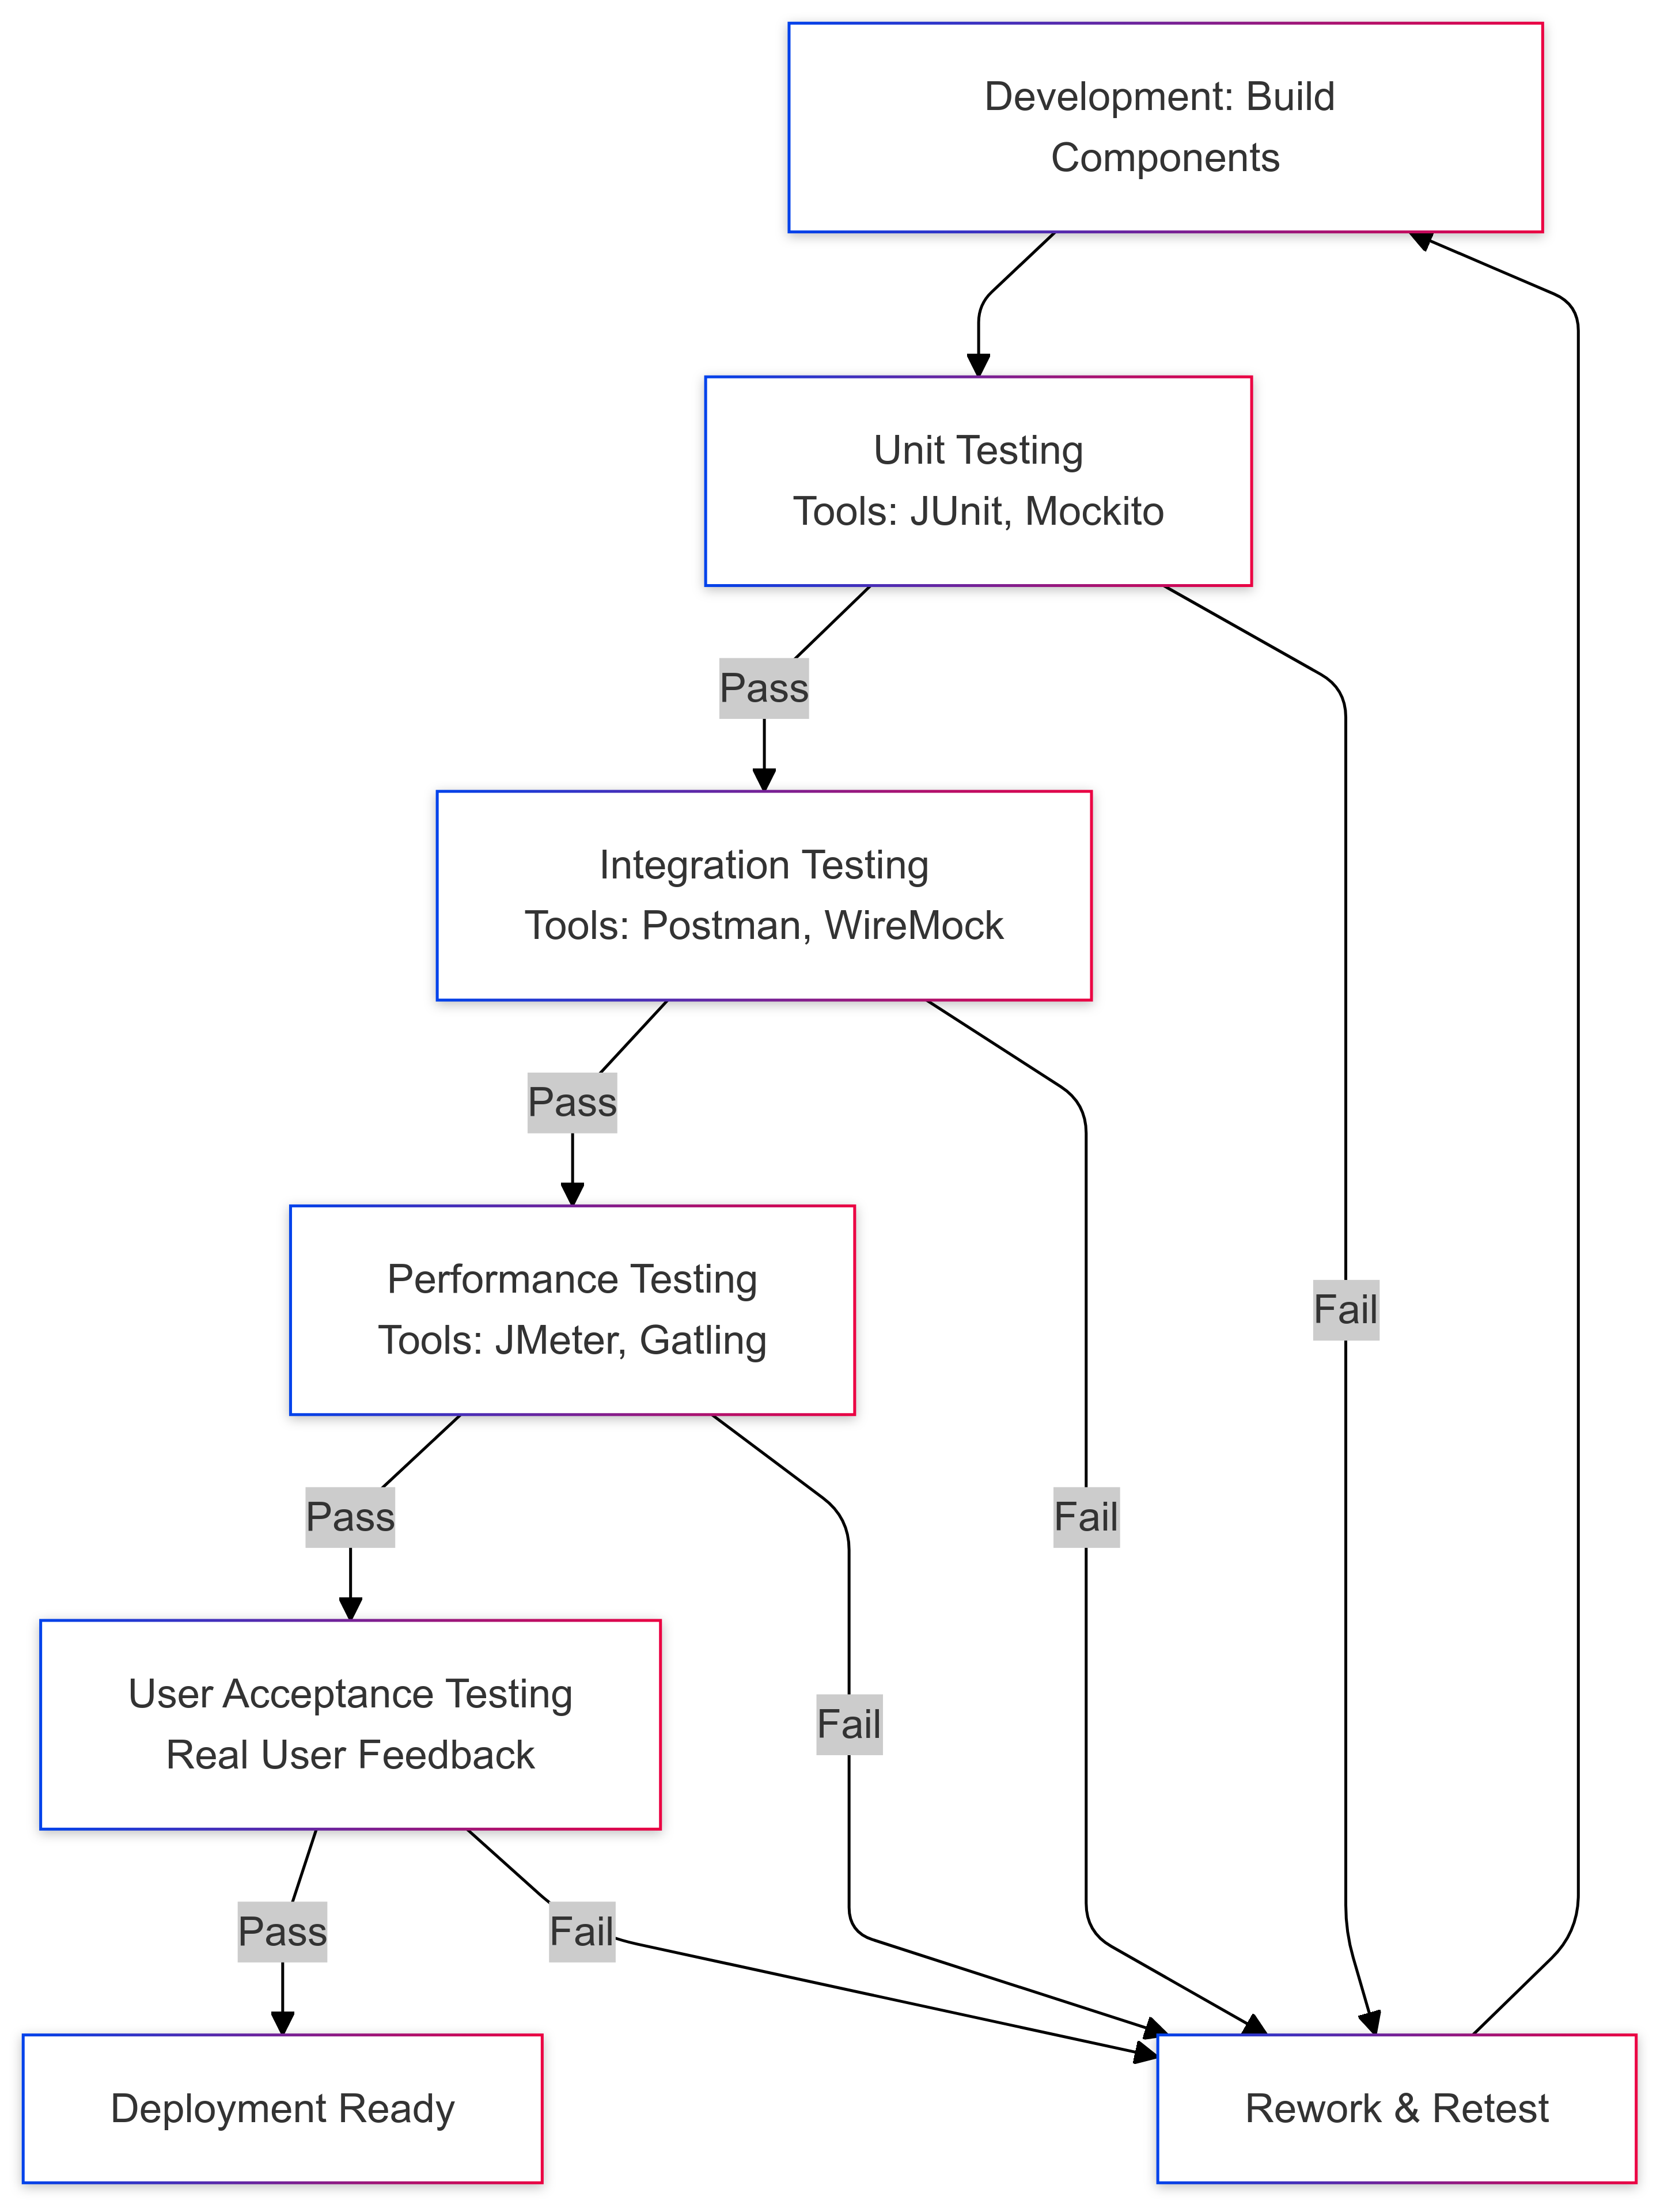 Development: Build
Components
Unit Testing
Tools: JUnit, Mockito
Pass
Integration Testing
Tools: Postman, WireMock
Pass
Performance Testing
Tools: JMeter, Gatling
Fail
Pass
Fail
User Acceptance Testing
Real User Feedback
Fail
Pass
Fail
Deployment Ready
Rework & Retest